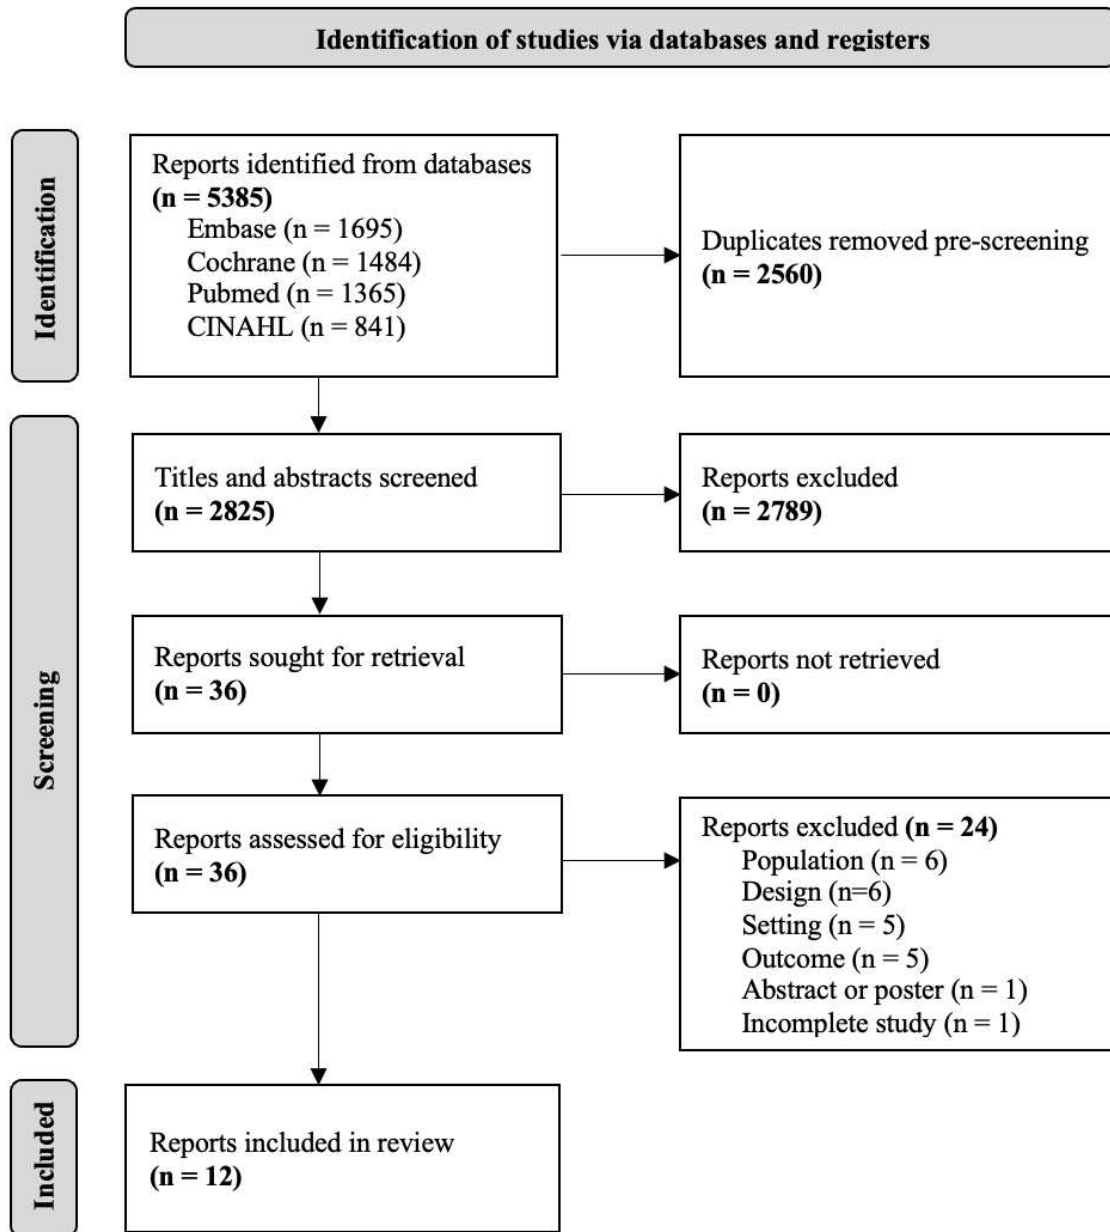 Identification of studies via databases and registers
Identification
Reports identified from databases
(n = 5385)
Embase (n = 1695)
Cochrane (n = 1484)
Pubmed (n = 1365)
CINAHL (n = 841)
Duplicates removed pre-screening
(n = 2560)
Screening
Titles and abstracts screened
(n = 2825)
Reports excluded
(n = 2789)
Reports sought for retrieval
(n = 36)
Reports not retrieved
(n = 0)
Reports assessed for eligibility
(n = 36)
Reports excluded (n = 24)
Population (n = 6)
Design (n=6)
Setting (n = 5)
Outcome (n = 5)
Abstract or poster (n = 1)
Incomplete study (n = 1)
Included
Reports included in review
(n = 12)